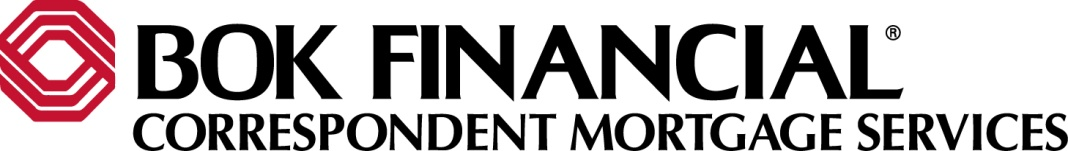 BOK FINANCIAL®
CORRESPONDENT MORTGAGE SERVICES